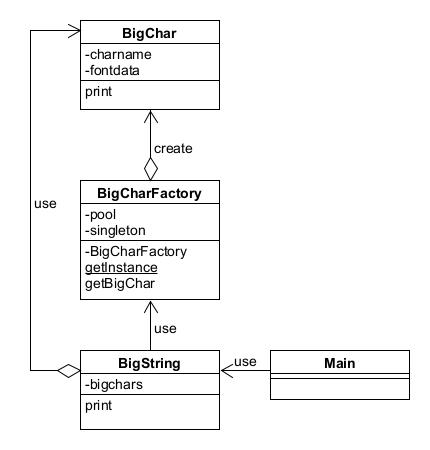 BigChar
-charname
-fontdata
print
create
BigCharFactory
-pool
-singleton
-BigCharFactory
getInstance
getBigChar
use
use
BigString
-bigchars
print
use
Main